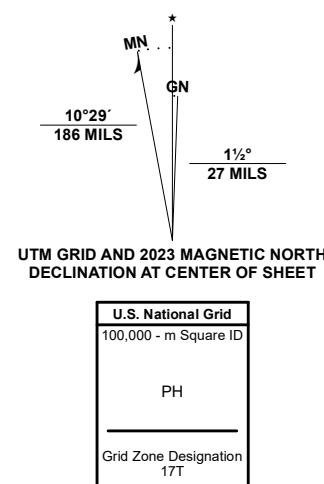 ★
MN
GN
10°29´
186 MILS
1½°
27 MILS
UTM GRID AND 2023 MAGNETIC NORTH
DECLINATION AT CENTER OF SHEET
U.S. National Grid
100,000 - m Square ID
PH
Grid Zone Designation
17T